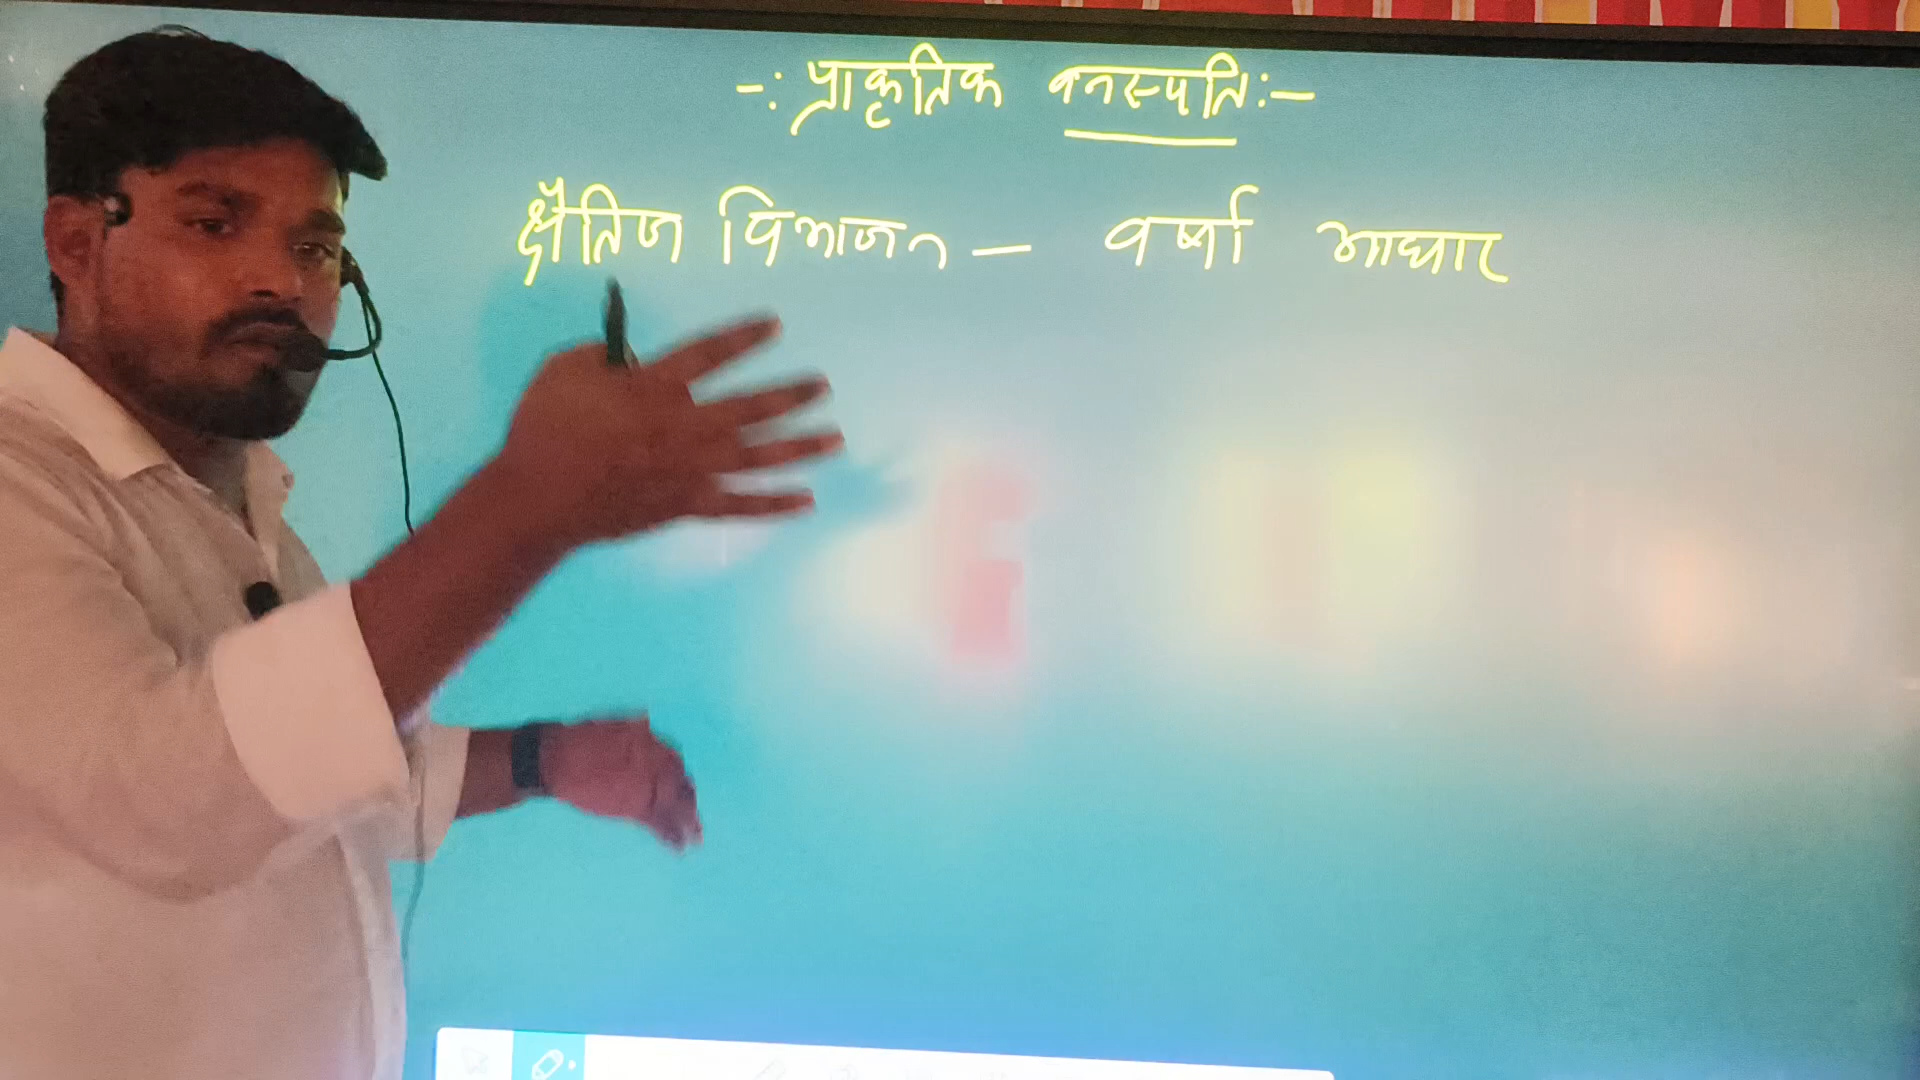 -: प्राकृतिक वनस्पति :-
क्षैतिज विभाजन - वर्षा आधार